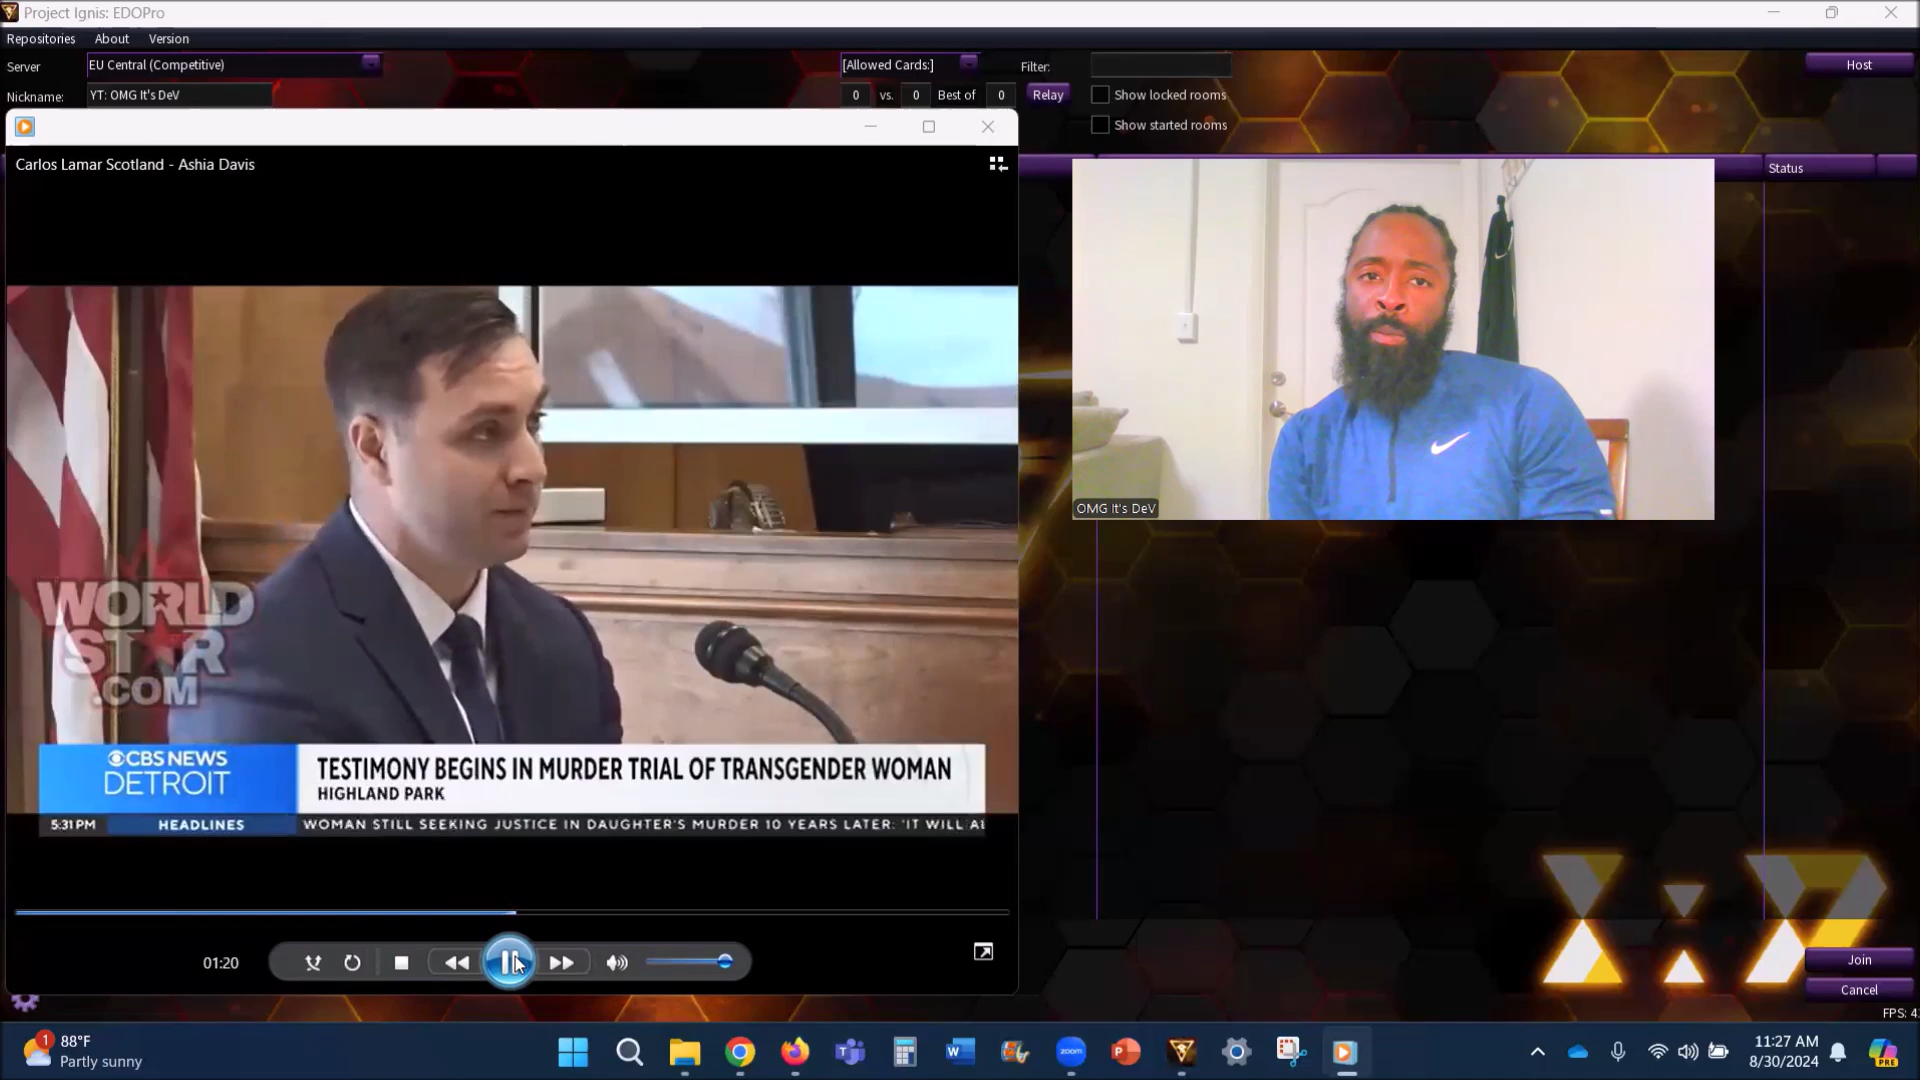 Project Ignis: EDOPro
Repositories About Version
Server EU Central (Competitive) [Allowed Cards:] Filter: Host
Nickname: YT: OMG It's DeV 0 vs. 0 Best of 0 Relay Show locked rooms
Show started rooms
Carlos Lamar Scotland - Ashia Davis
Status
OMG It's DeV
WORLD
STAR
.COM
CBS NEWS
DETROIT
TESTIMONY BEGINS IN MURDER TRIAL OF TRANSGENDER WOMAN
HIGHLAND PARK
5:31 PM HEADLINES WOMAN STILL SEEKING JUSTICE IN DAUGHTER'S MURDER 10 YEARS LATER: 'IT WILL
01:20
Join
Cancel
FPS: 4
1
88°F
Partly sunny
W
zoom
P
11:27 AM
8/30/2024
PRE